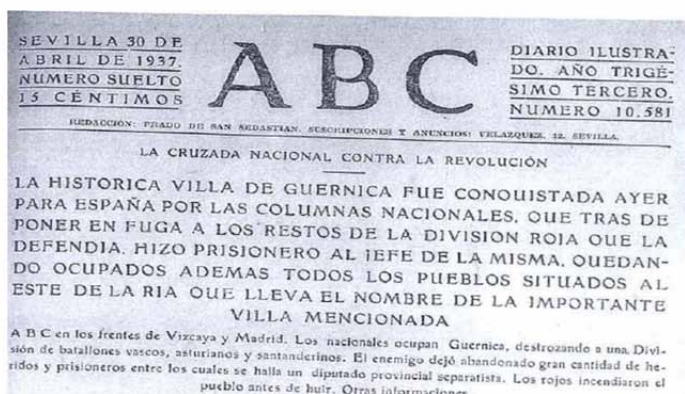 SEVILLA 30 DE
ABRIL DE 1937.
NUMERO SUELTO
15 CÉNTIMOS
ABC
DIARIO ILUSTRA-
DO. AÑO TRIGÉ-
SIMO TERCERO.
NUMERO 10.581
REDACCIÓN: PRADO DE SAN SEBASTIAN. SUSCRIPCIONES Y ANUNCIOS: VELAZQUEZ, 12, SEVILLA.
LA CRUZADA NACIONAL CONTRA LA REVOLUCIÓN
LA HISTORICA VILLA DE GUERNICA FUE CONQUISTADA AYER
PARA ESPAÑA POR LAS COLUMNAS NACIONALES, QUE TRAS DE
PONER EN FUGA A LOS RESTOS DE LA DIVISION ROJA QUE LA
DEFENDIA, HIZO PRISIONERO AL JEFE DE LA MISMA, QUEDAN-
DO OCUPADOS ADEMAS TODOS LOS PUEBLOS SITUADOS AL
ESTE DE LA RIA QUE LLEVA EL NOMBRE DE LA IMPORTANTE
VILLA MENCIONADA
A B C en los frentes de Vizcaya y Madrid. Los nacionales ocupan Guernica, destrozando a una Divi-
sión de batallones vascos, asturianos y santanderinos. El enemigo dejó abandonado gran cantidad de he-
ridos y prisioneros entre los cuales se halla un diputado provincial separatista. Los rojos incendiaron el
pueblo antes de huir. Otras informaciones